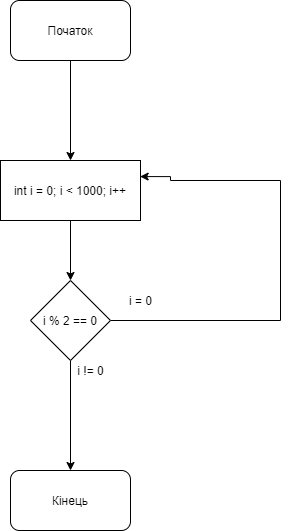 Початок
int i = 0; i < 1000; i++
i = 0
i % 2 == 0
i != 0
Кінець